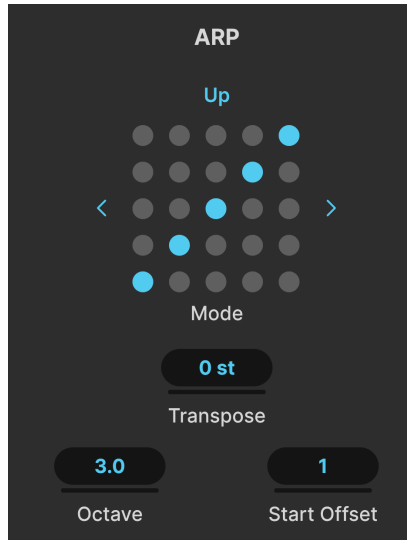 ARP
Up
Mode
0 st
Transpose
3.0
1
Octave
Start Offset